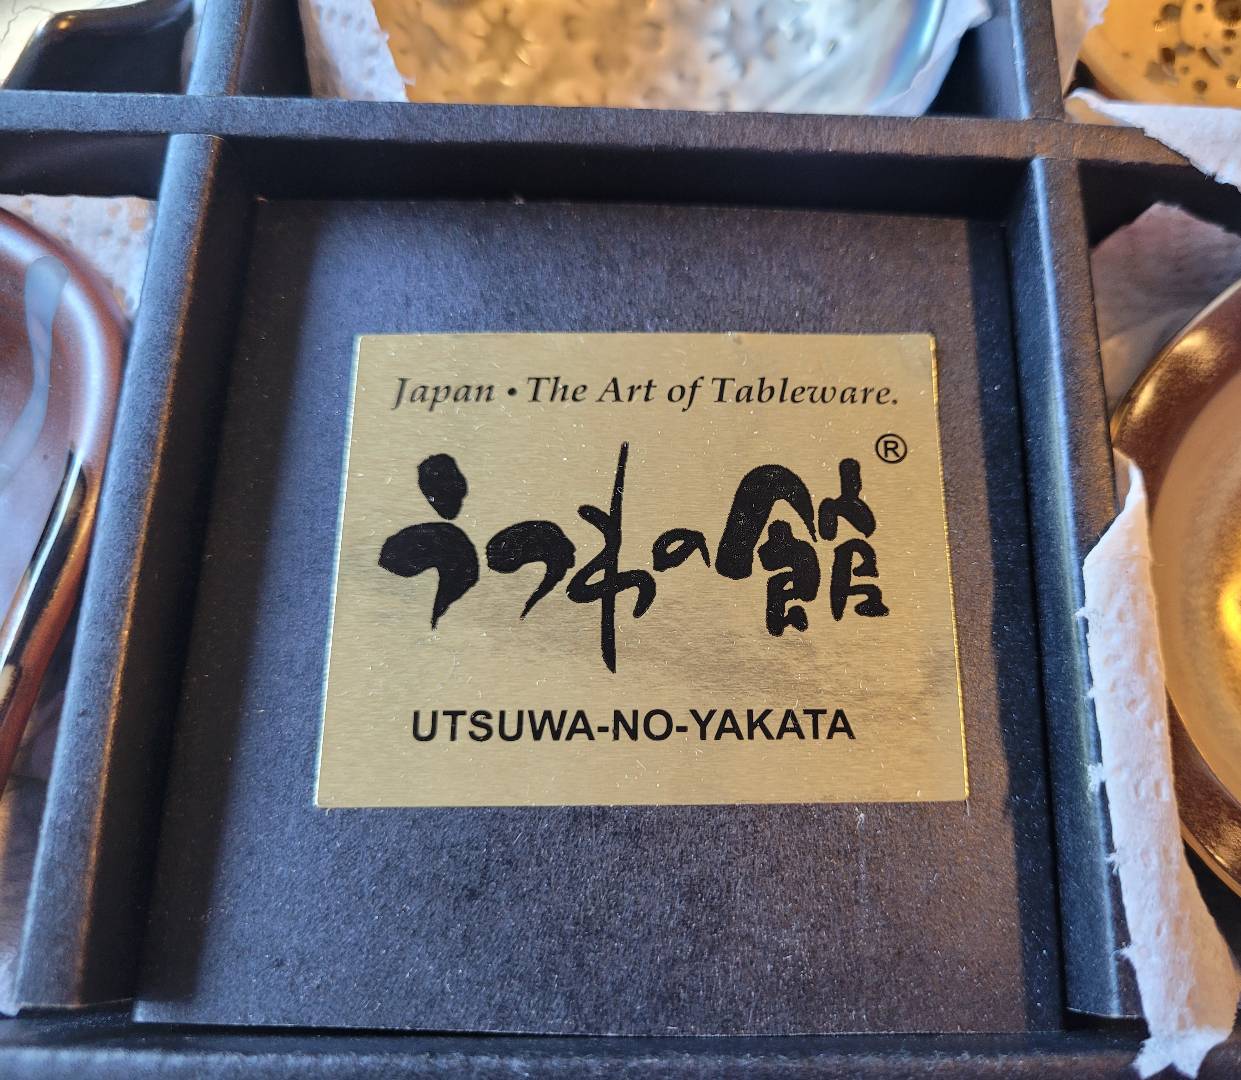 Japan • The Art of Tableware.
うつわの館®
UTSUWA-NO-YAKATA